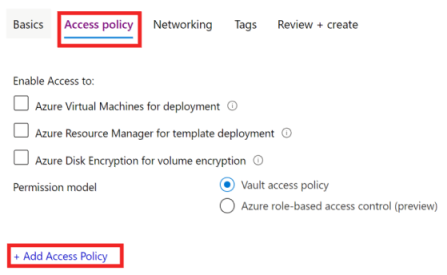 Basics Access policy Networking Tags Review + create
Enable Access to:
Azure Virtual Machines for deployment
Azure Resource Manager for template deployment
Azure Disk Encryption for volume encryption
Permission model Vault access policy
Azure role-based access control (preview)
+ Add Access Policy